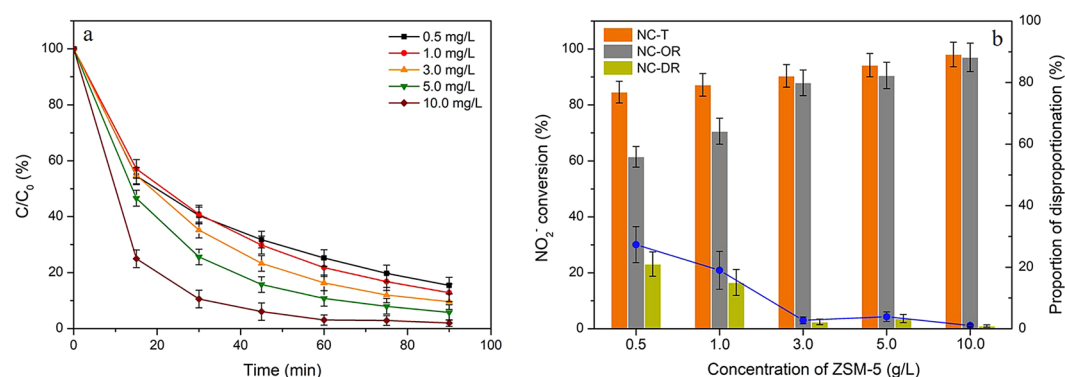 a
0.5 mg/L
1.0 mg/L
3.0 mg/L
5.0 mg/L
10.0 mg/L
C/C₀ (%)
100
80
60
40
20
0
0 20 40 60 80 100
Time (min)
b
NC-T
NC-OR
NC-DR
NO₂⁻ conversion (%)
100
80
60
40
20
0
Proportion of disproportionation (%)
100
80
60
40
20
0
0.5 1.0 3.0 5.0 10.0
Concentration of ZSM-5 (g/L)